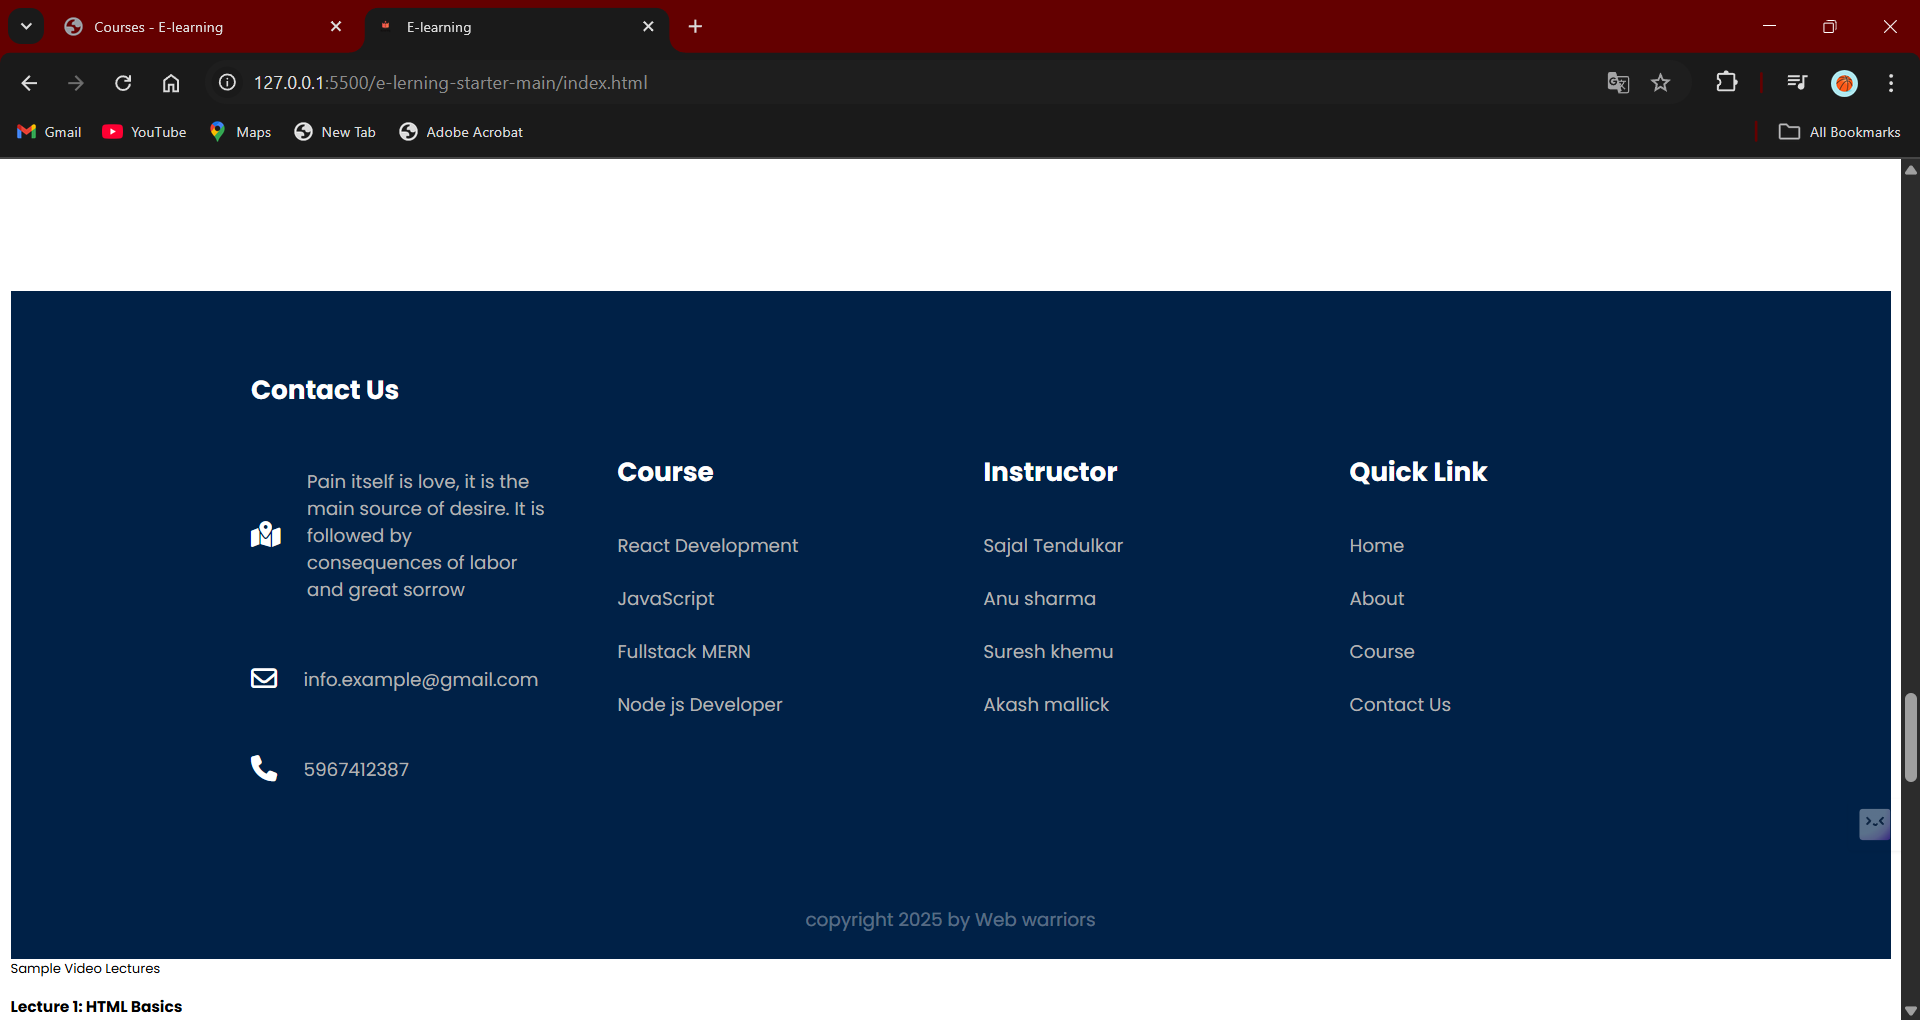 Courses - E-learning
E-learning
127.0.0.1:5500/e-lerning-starter-main/index.html
Gmail
YouTube
Maps
New Tab
Adobe Acrobat
All Bookmarks
Contact Us
Pain itself is love, it is the
main source of desire. It is
followed by
consequences of labor
and great sorrow
info.example@gmail.com
5967412387
Course
React Development
JavaScript
Fullstack MERN
Node js Developer
Instructor
Sajal Tendulkar
Anu sharma
Suresh khemu
Akash mallick
Quick Link
Home
About
Course
Contact Us
copyright 2025 by Web warriors
Sample Video Lectures
Lecture 1: HTML Basics